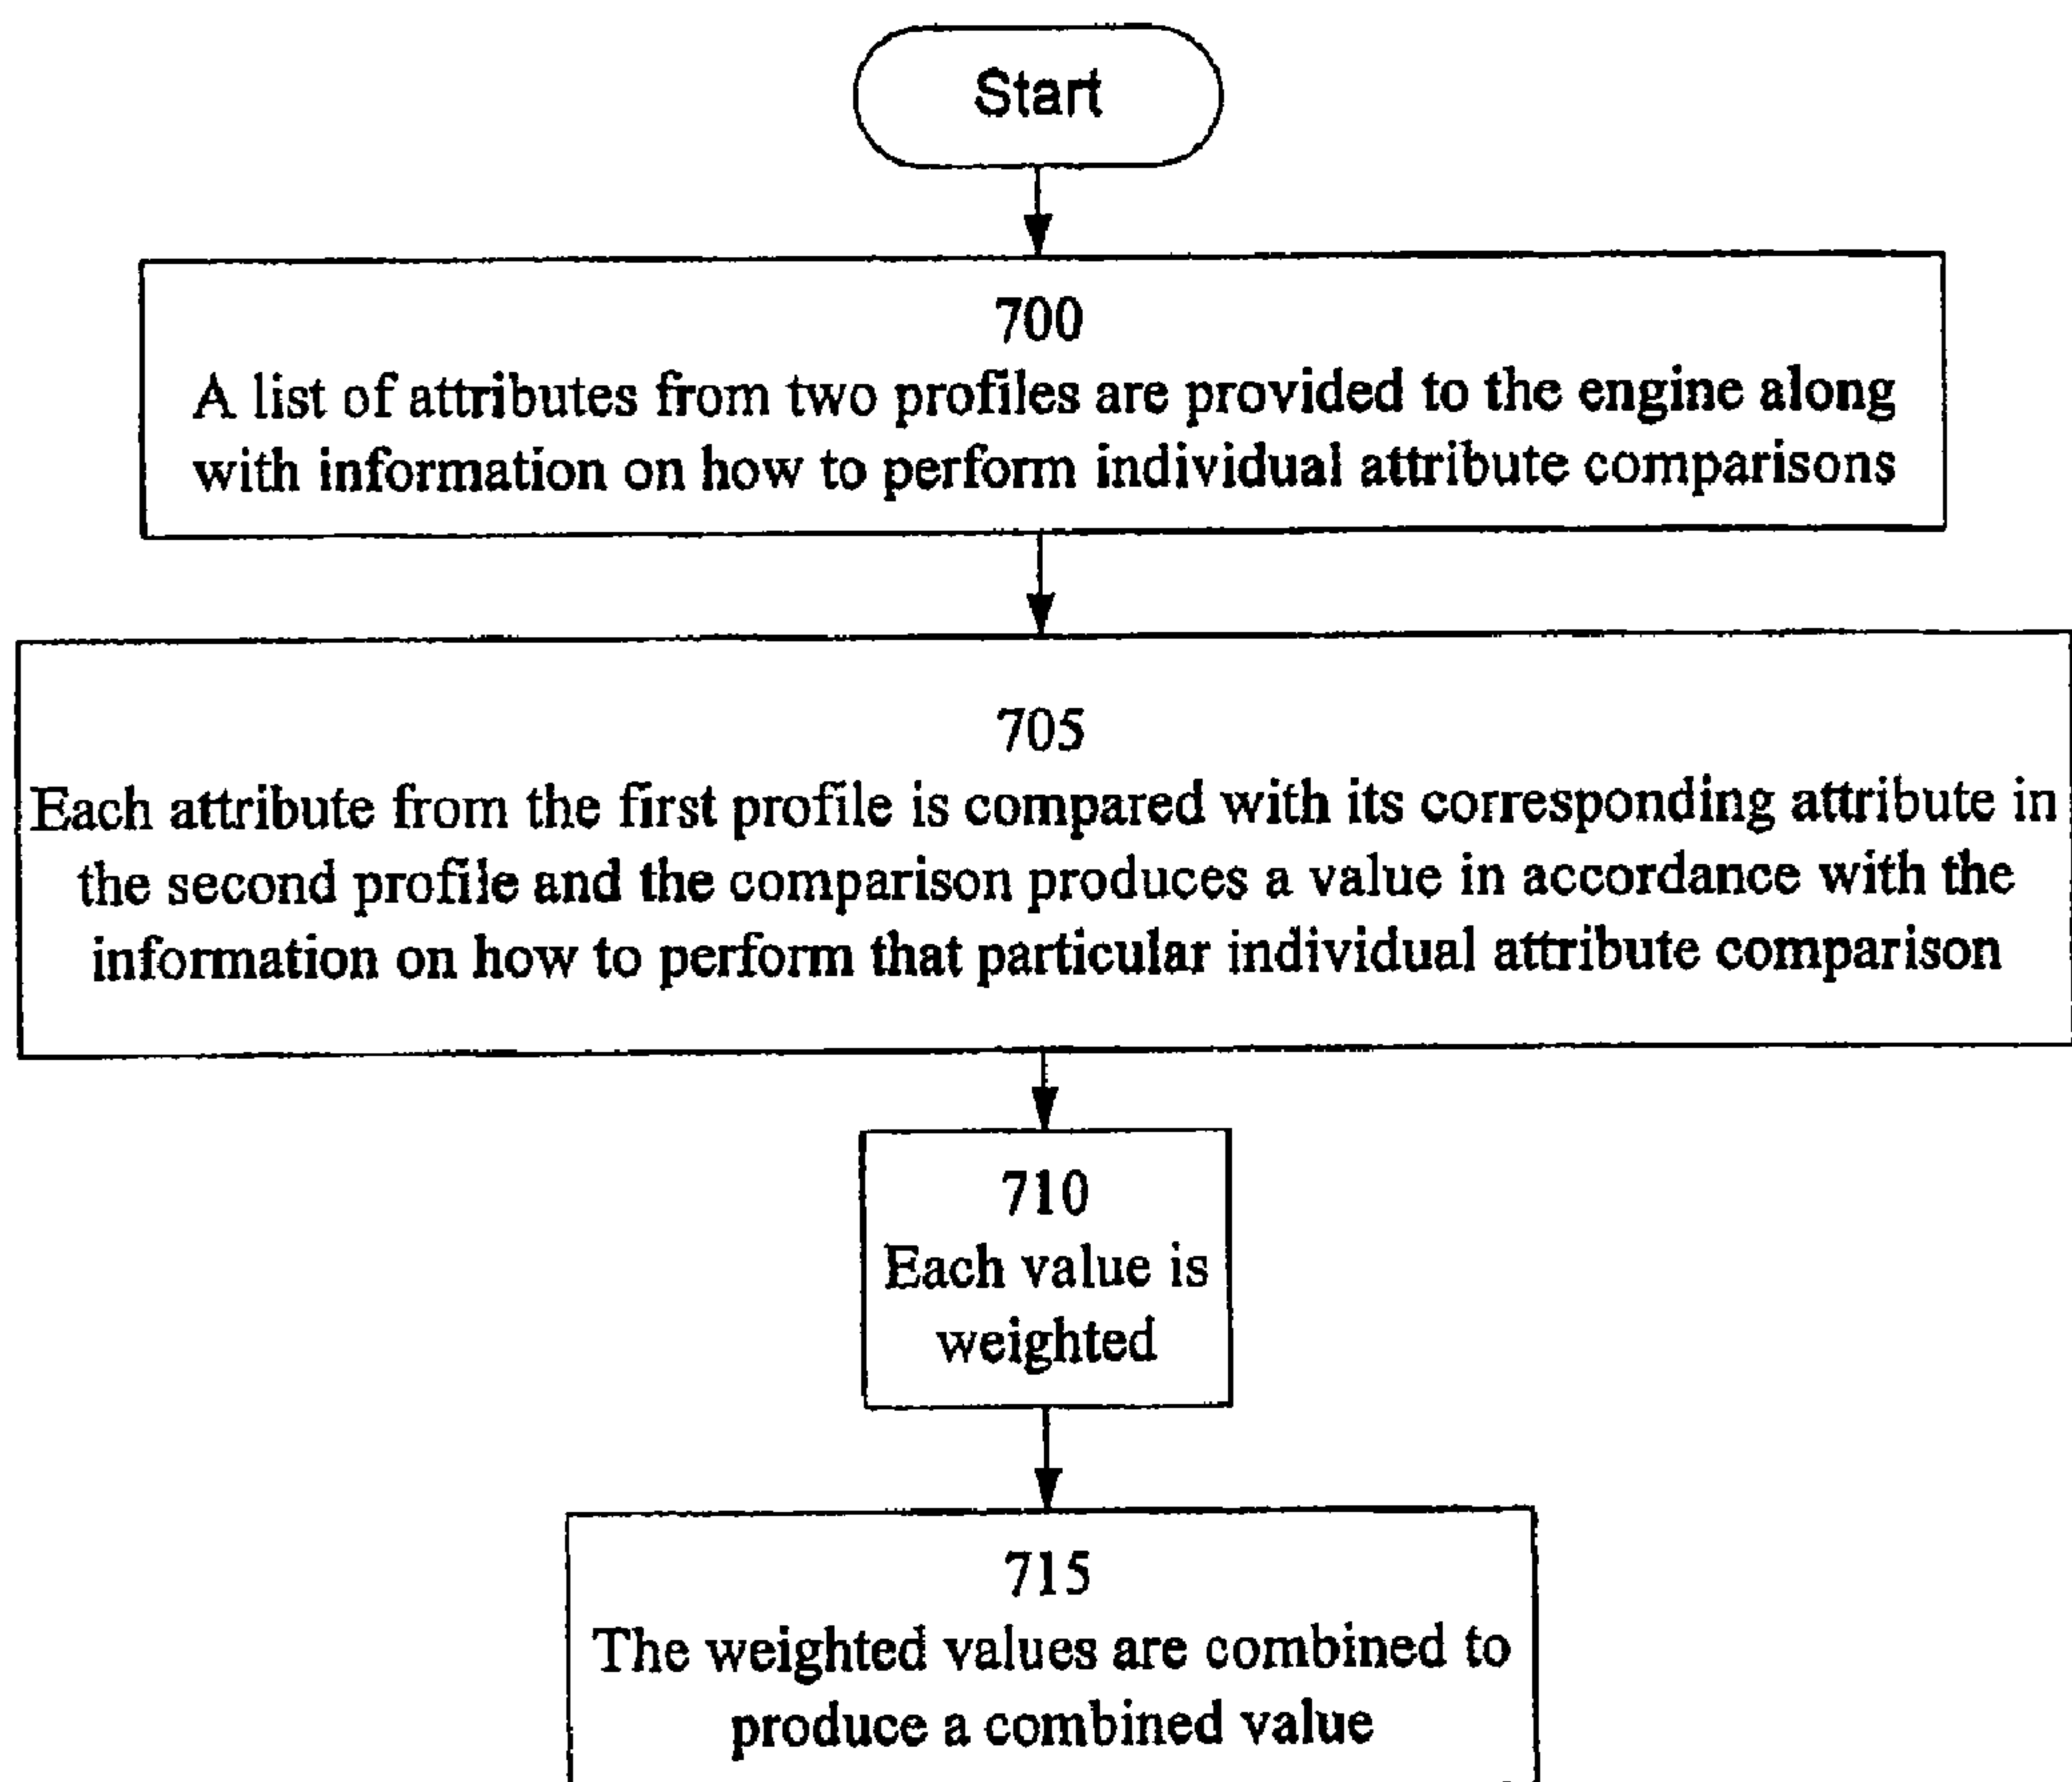 Start
700
A list of attributes from two profiles are provided to the engine along
with information on how to perform individual attribute comparisons
705
Each attribute from the first profile is compared with its corresponding attribute in
the second profile and the comparison produces a value in accordance with the
information on how to perform that particular individual attribute comparison
710
Each value is
weighted
715
The weighted values are combined to
produce a combined value